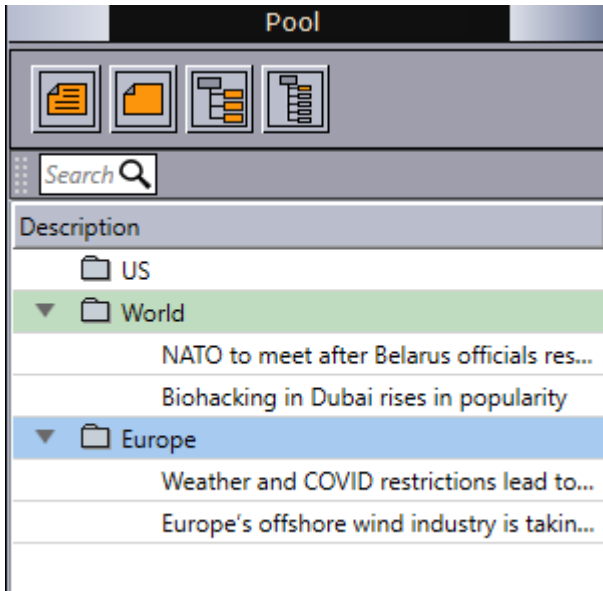 Pool
Search
Description
US
World
NATO to meet after Belarus officials res...
Biohacking in Dubai rises in popularity
Europe
Weather and COVID restrictions lead to...
Europe's offshore wind industry is takin...